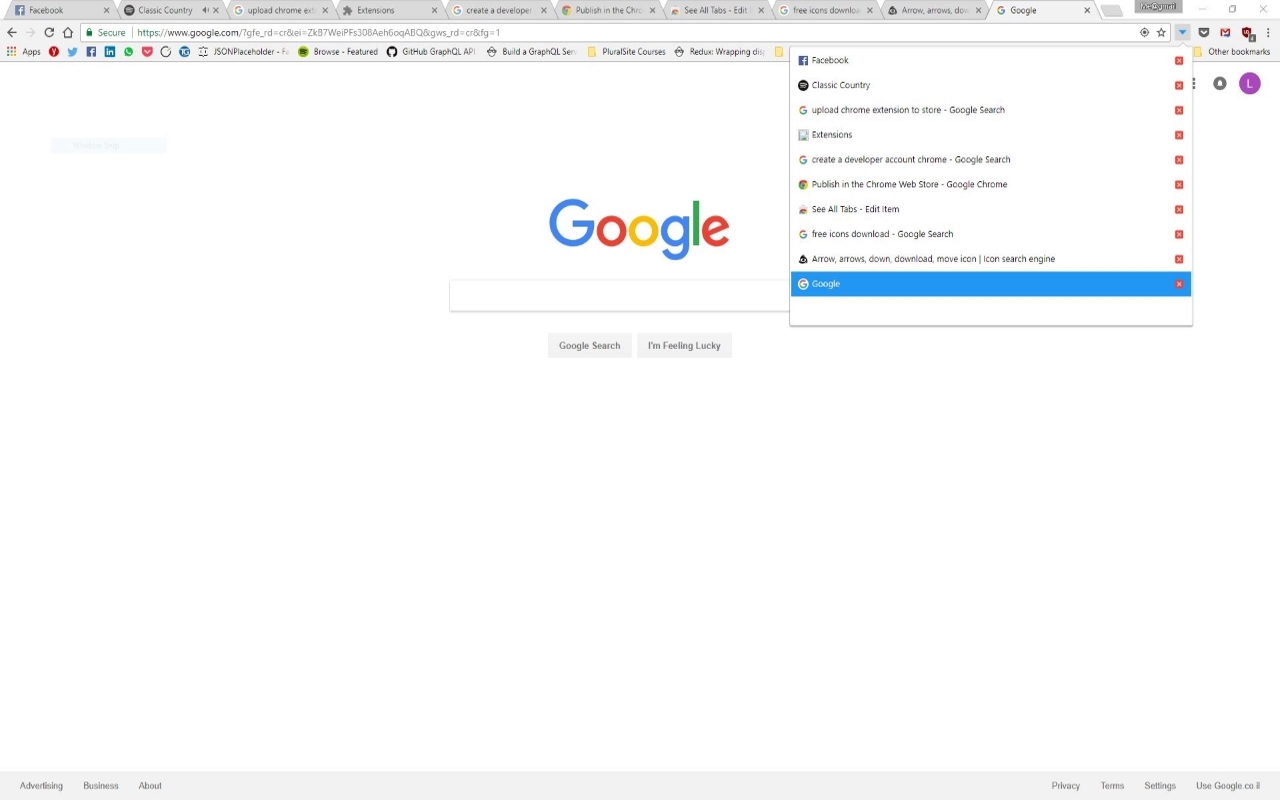 Facebook
Classic Country
upload chrome ext
Extensions
create a developer
Publish in the Chro
See All Tabs - Edit
free icons downloa
Arrow, arrows, dow
Google
Secure
https://www.google.com/?gfe_rd=cr&ei=ZkB7WeiPFs308Aeh6oqABQ&gws_rd=cr&fg=1
Apps
JSONPlaceholder - Fa
Browse - Featured
GitHub GraphQL API
Build a GraphQL Serv
PluralSite Courses
Redux: Wrapping disp
Other bookmarks
Facebook
Classic Country
upload chrome extension to store - Google Search
Extensions
create a developer account chrome - Google Search
Publish in the Chrome Web Store - Google Chrome
See All Tabs - Edit Item
free icons download - Google Search
Arrow, arrows, down, download, move icon | Icon search engine
Google
L
Google
Google Search
I'm Feeling Lucky
Advertising
Business
About
Privacy
Terms
Settings
Use Google.co.il